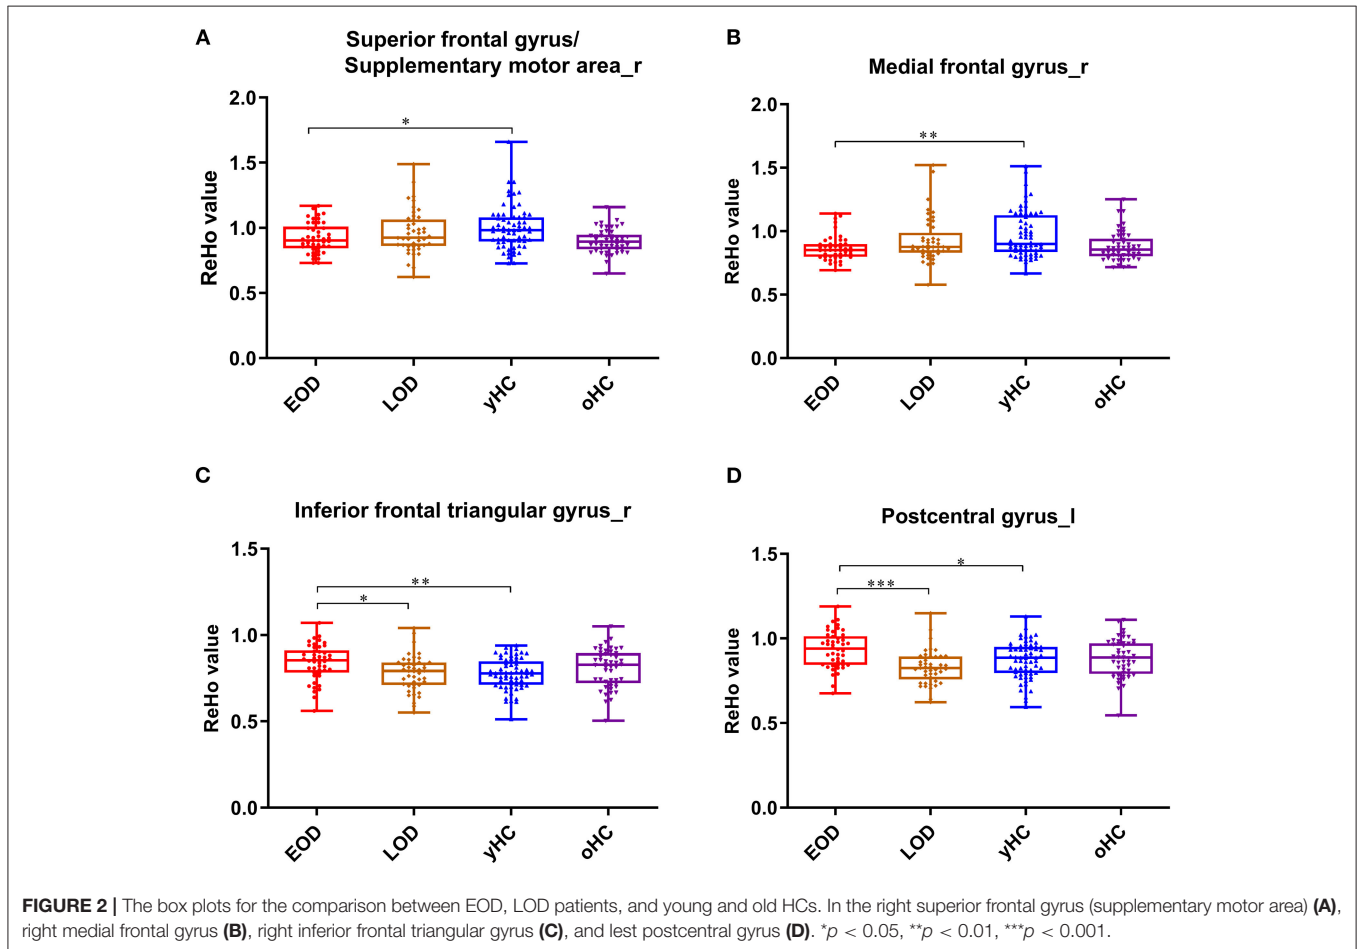 A
Superior frontal gyrus/
Supplementary motor area_r
ReHo value
2.0
1.5
1.0
0.5
0.0
*
EOD
LOD
yHC
oHC
B
Medial frontal gyrus_r
ReHo value
2.0
1.5
1.0
0.5
0.0
**
EOD
LOD
yHC
oHC
C
Inferior frontal triangular gyrus_r
ReHo value
1.5
1.0
0.5
0.0
**
*
EOD
LOD
yHC
oHC
D
Postcentral gyrus_l
ReHo value
1.5
1.0
0.5
0.0
*
***
EOD
LOD
yHC
oHC
FIGURE 2 | The box plots for the comparison between EOD, LOD patients, and young and old HCs. In the right superior frontal gyrus (supplementary motor area) (A),
right medial frontal gyrus (B), right inferior frontal triangular gyrus (C), and lest postcentral gyrus (D). *p < 0.05, **p < 0.01, ***p < 0.001.